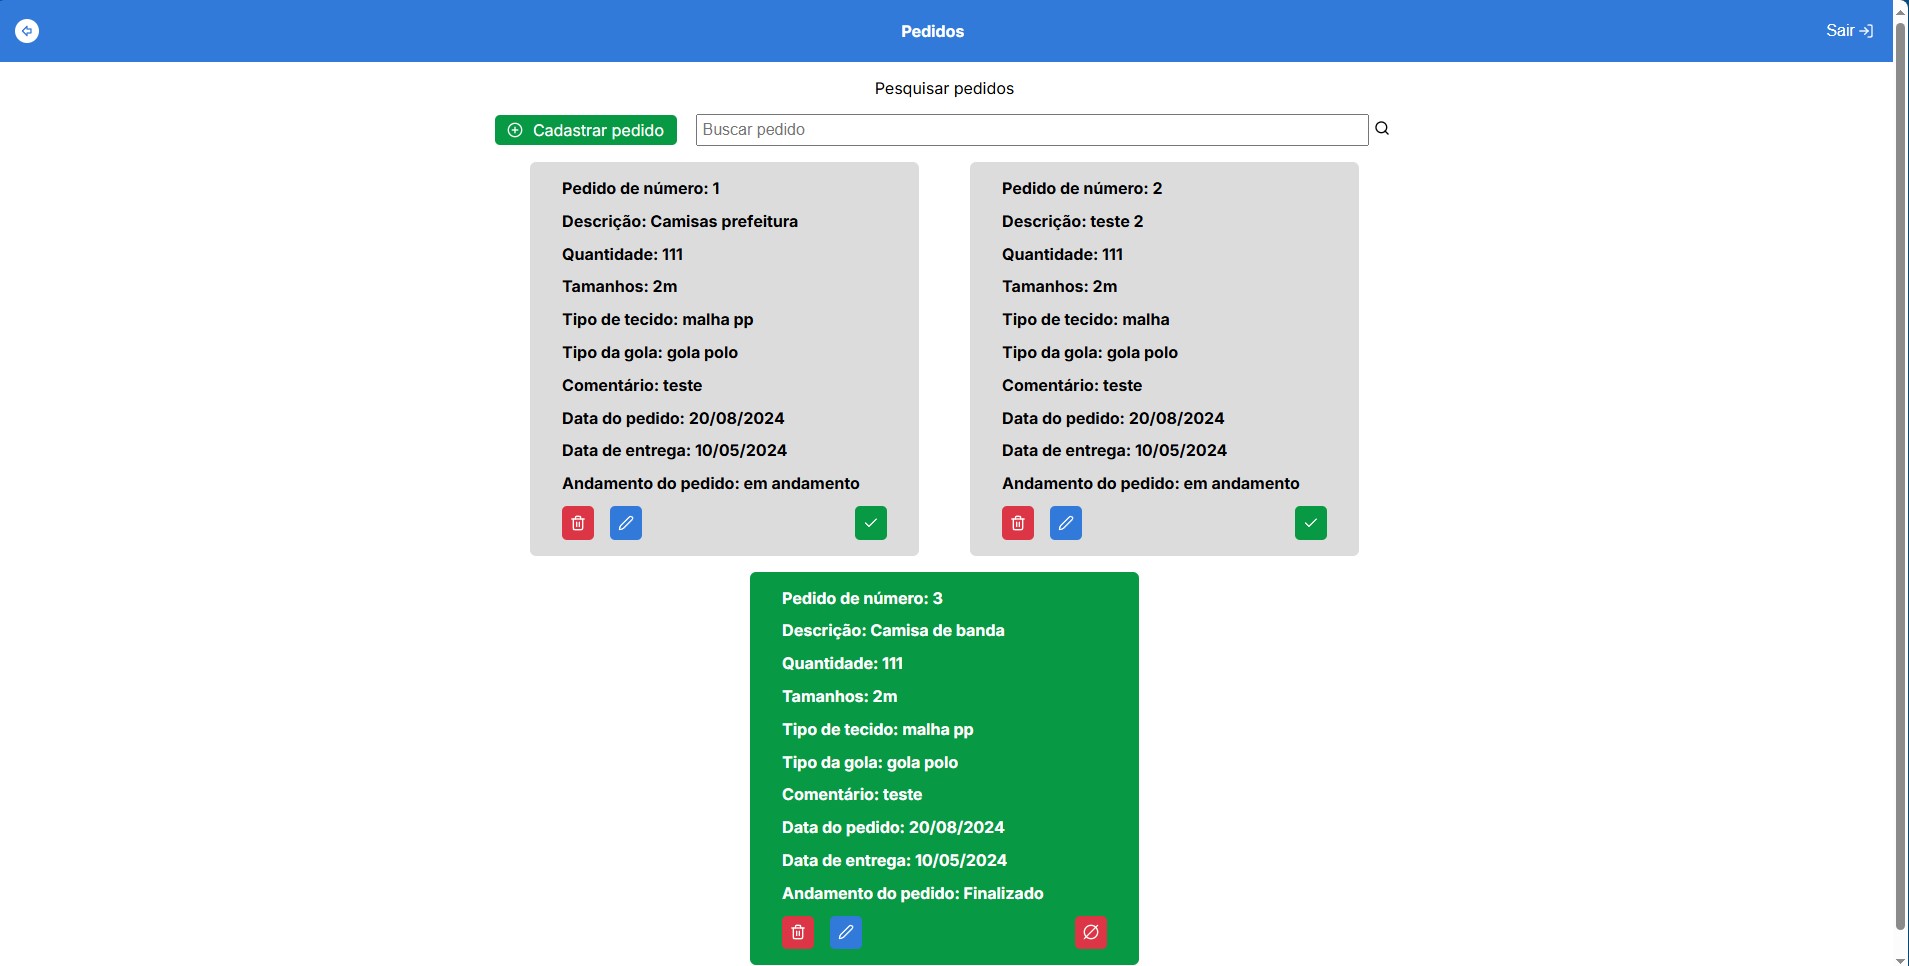 Pedidos
Sair
Pesquisar pedidos
Cadastrar pedido
Buscar pedido
Pedido de número: 1
Descrição: Camisas prefeitura
Quantidade: 111
Tamanhos: 2m
Tipo de tecido: malha pp
Tipo da gola: gola polo
Comentário: teste
Data do pedido: 20/08/2024
Data de entrega: 10/05/2024
Andamento do pedido: em andamento
Pedido de número: 2
Descrição: teste 2
Quantidade: 111
Tamanhos: 2m
Tipo de tecido: malha
Tipo da gola: gola polo
Comentário: teste
Data do pedido: 20/08/2024
Data de entrega: 10/05/2024
Andamento do pedido: em andamento
Pedido de número: 3
Descrição: Camisa de banda
Quantidade: 111
Tamanhos: 2m
Tipo de tecido: malha pp
Tipo da gola: gola polo
Comentário: teste
Data do pedido: 20/08/2024
Data de entrega: 10/05/2024
Andamento do pedido: Finalizado